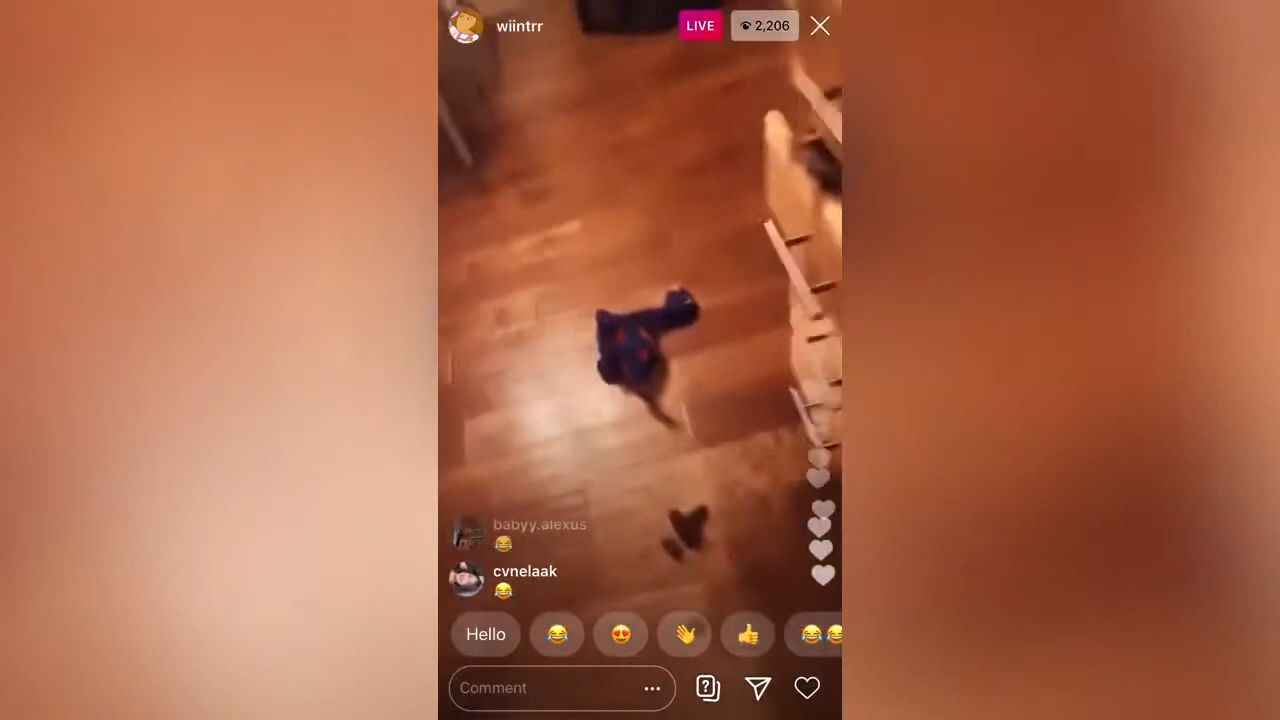 wiintrr
LIVE
2,206
babyy.alexus
😂
cvnelaak
😂
Hello 😂 😍 👋 👍 😂😂
Comment